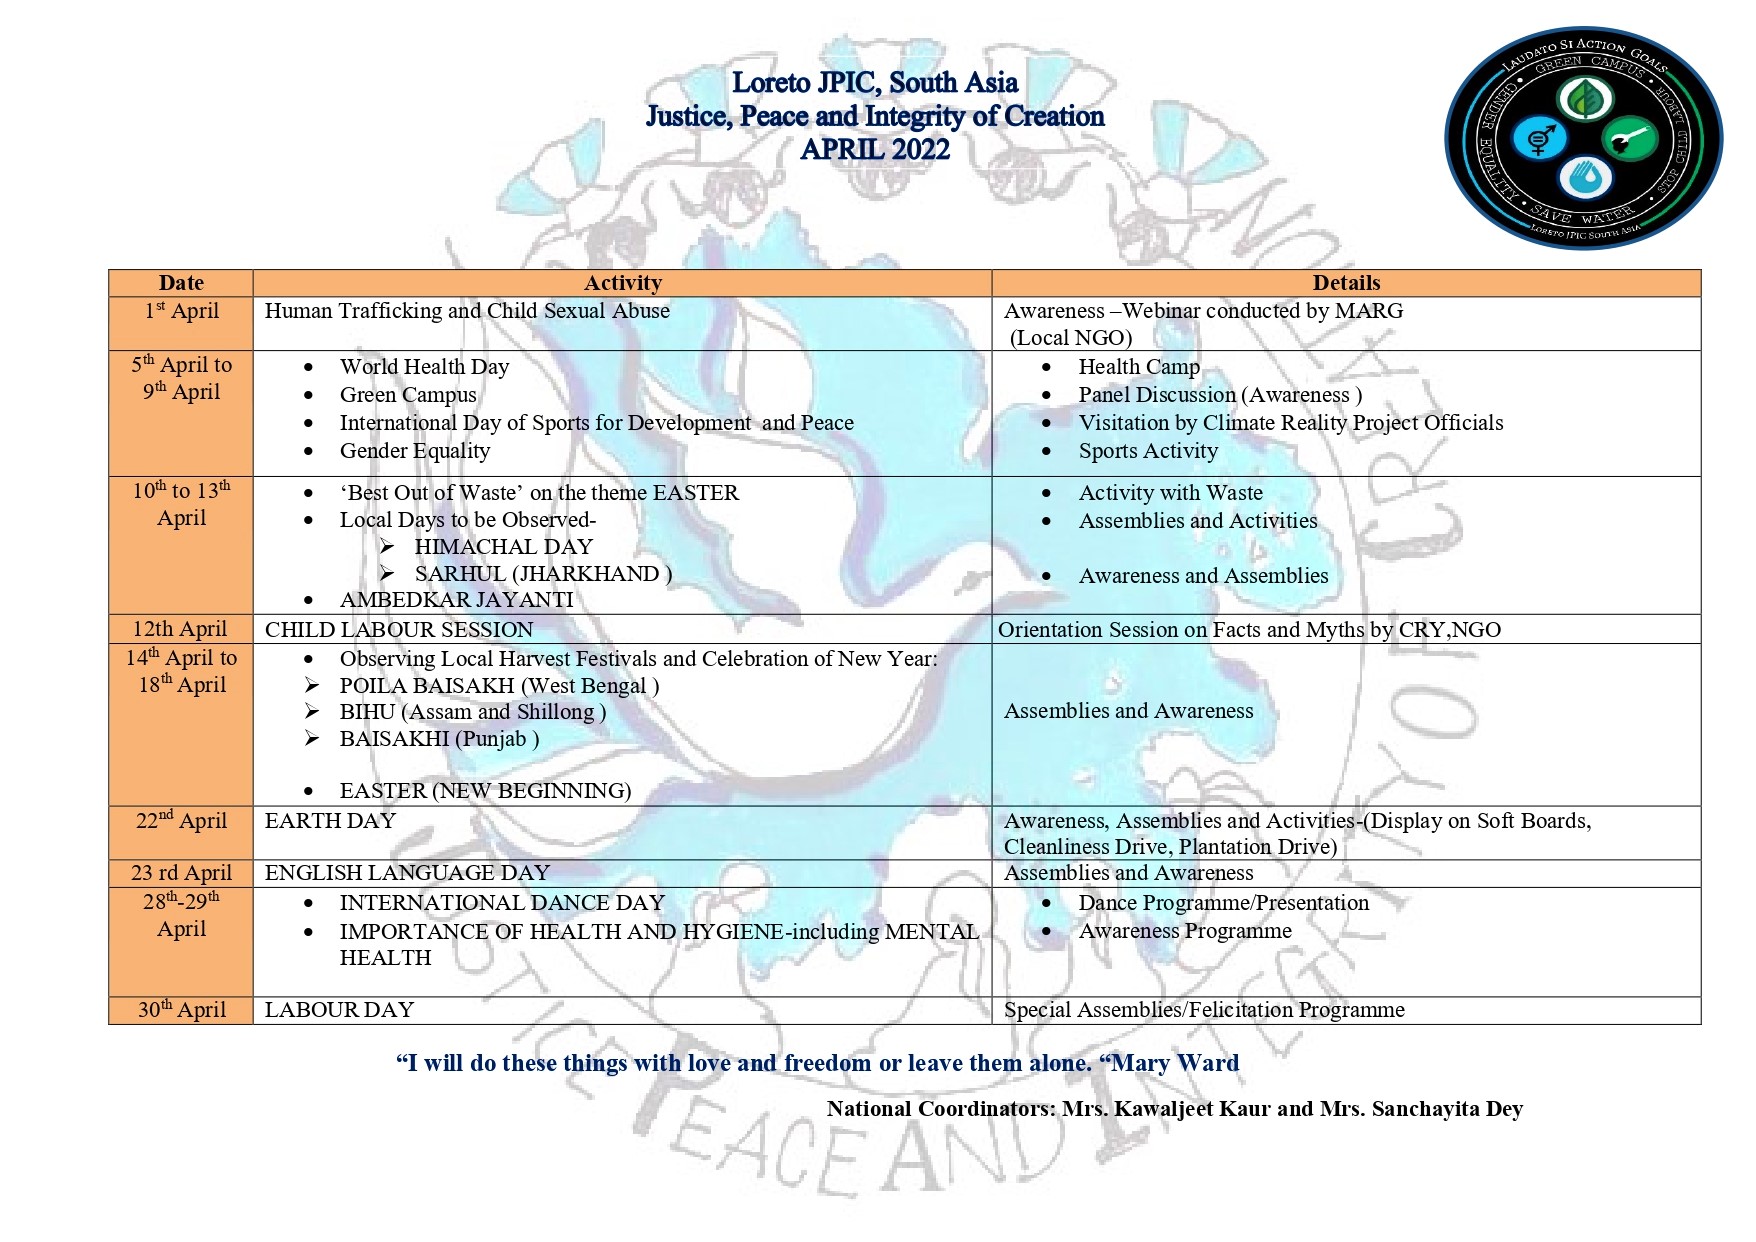 Loreto JPIC, South Asia
Justice, Peace and Integrity of Creation
APRIL 2022
LAUDATO SI ACTION GOALS
GREEN CAMPUS • STOP CHILD LABOUR • SAVE WATER • GENDER EQUALITY •
LORETO JPIC SOUTH ASIA
Date Activity Details
1st April Human Trafficking and Child Sexual Abuse Awareness –Webinar conducted by MARG
(Local NGO)
5th April to
9th April
• World Health Day
• Green Campus
• International Day of Sports for Development and Peace
• Gender Equality
• Health Camp
• Panel Discussion (Awareness )
• Visitation by Climate Reality Project Officials
• Sports Activity
10th to 13th
April
• ‘Best Out of Waste’ on the theme EASTER
• Local Days to be Observed-
➢ HIMACHAL DAY
➢ SARHUL (JHARKHAND )
• AMBEDKAR JAYANTI
• Activity with Waste
• Assemblies and Activities
• Awareness and Assemblies
12th April CHILD LABOUR SESSION Orientation Session on Facts and Myths by CRY,NGO
14th April to
18th April
• Observing Local Harvest Festivals and Celebration of New Year:
➢ POILA BAISAKH (West Bengal )
➢ BIHU (Assam and Shillong )
➢ BAISAKHI (Punjab )
• EASTER (NEW BEGINNING)
Assemblies and Awareness
22nd April EARTH DAY Awareness, Assemblies and Activities-(Display on Soft Boards,
Cleanliness Drive, Plantation Drive)
23 rd April ENGLISH LANGUAGE DAY Assemblies and Awareness
28th-29th
April
• INTERNATIONAL DANCE DAY
• IMPORTANCE OF HEALTH AND HYGIENE-including MENTAL
HEALTH
• Dance Programme/Presentation
• Awareness Programme
30th April LABOUR DAY Special Assemblies/Felicitation Programme
“I will do these things with love and freedom or leave them alone. “Mary Ward
National Coordinators: Mrs. Kawaljeet Kaur and Mrs. Sanchayita Dey
JUSTICE PEACE AND INTEGRITY OF CREATION